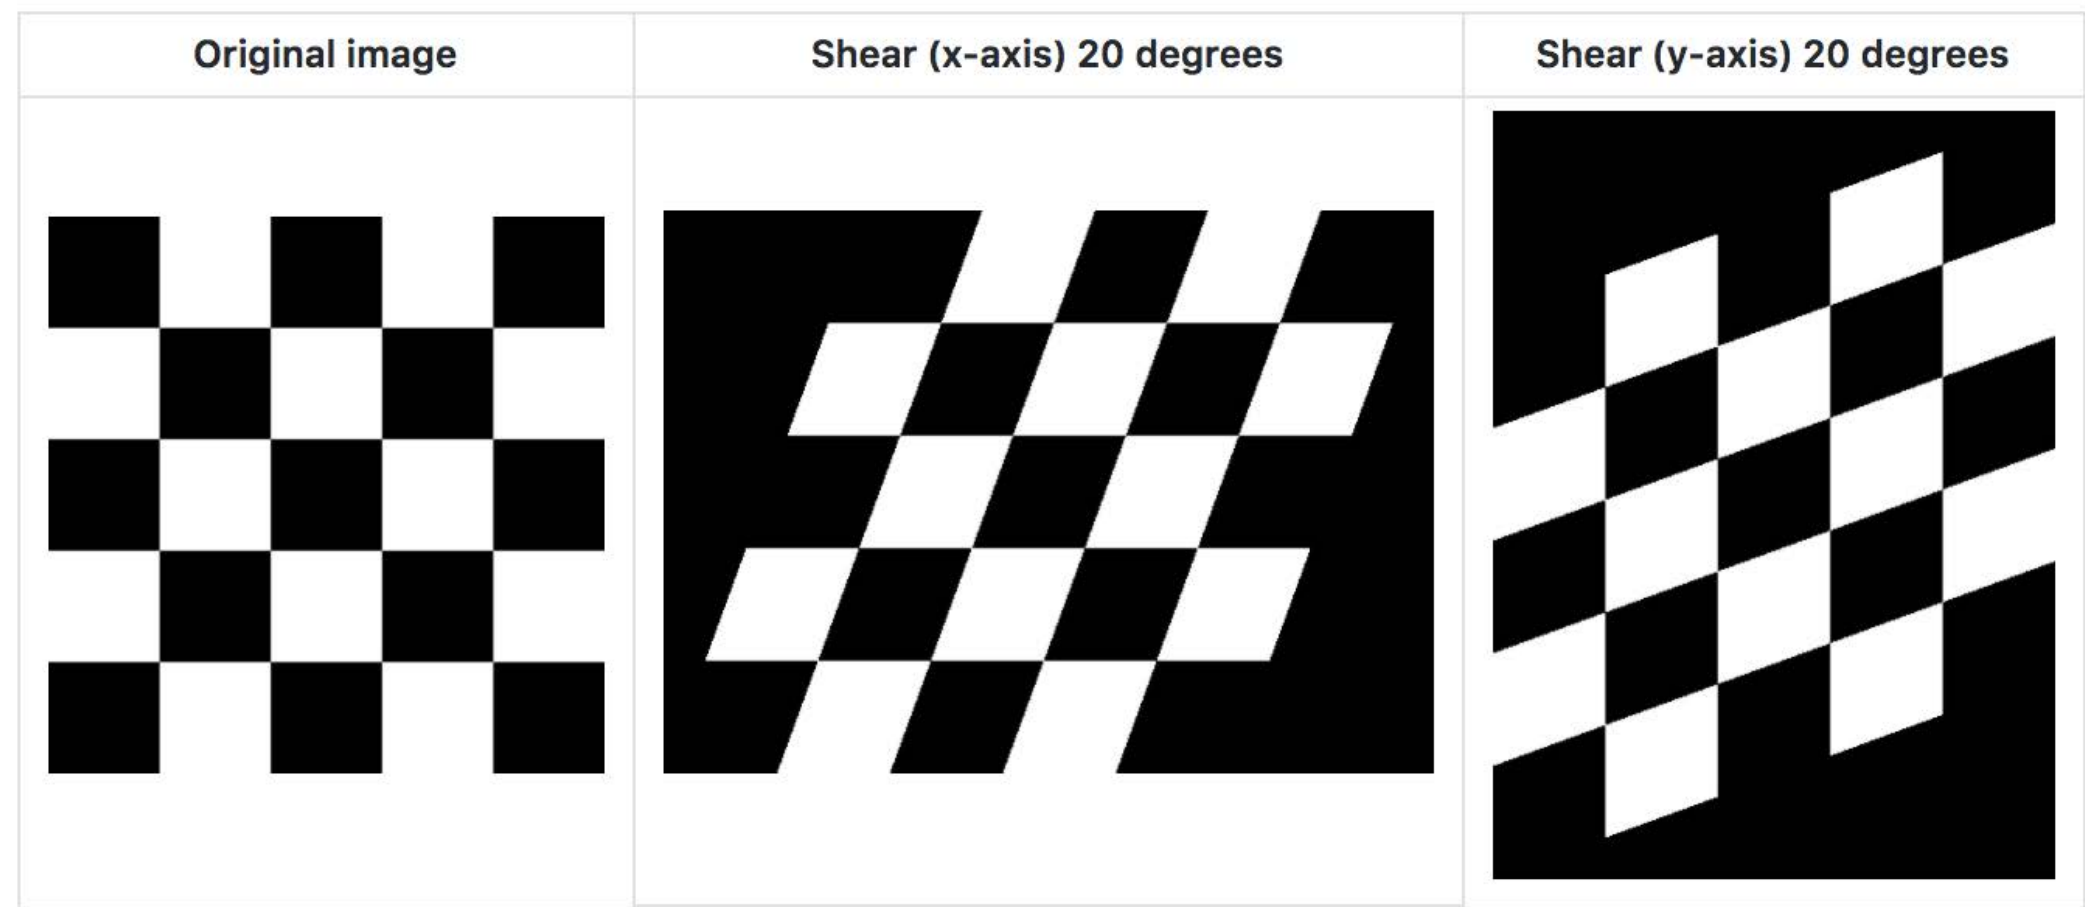 Original image
Shear (x-axis) 20 degrees
Shear (y-axis) 20 degrees